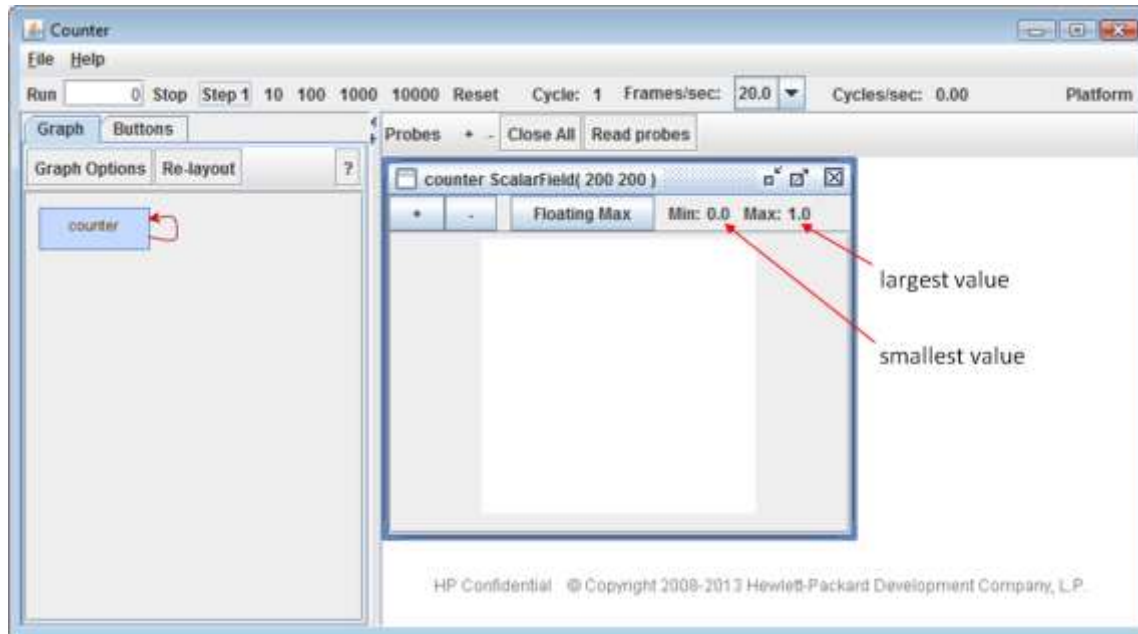 Counter
File Help
Run 0 Stop Step 1 10 100 1000 10000 Reset Cycle: 1 Frames/sec: 20.0 Cycles/sec: 0.00 Platform
Graph Buttons
Probes + - Close All Read probes
Graph Options Re-layout ?
counter ScalarField( 200 200 )
+ - Floating Max Min: 0.0 Max: 1.0
counter
largest value
smallest value
HP Confidential © Copyright 2008-2013 Hewlett-Packard Development Company, L.P.